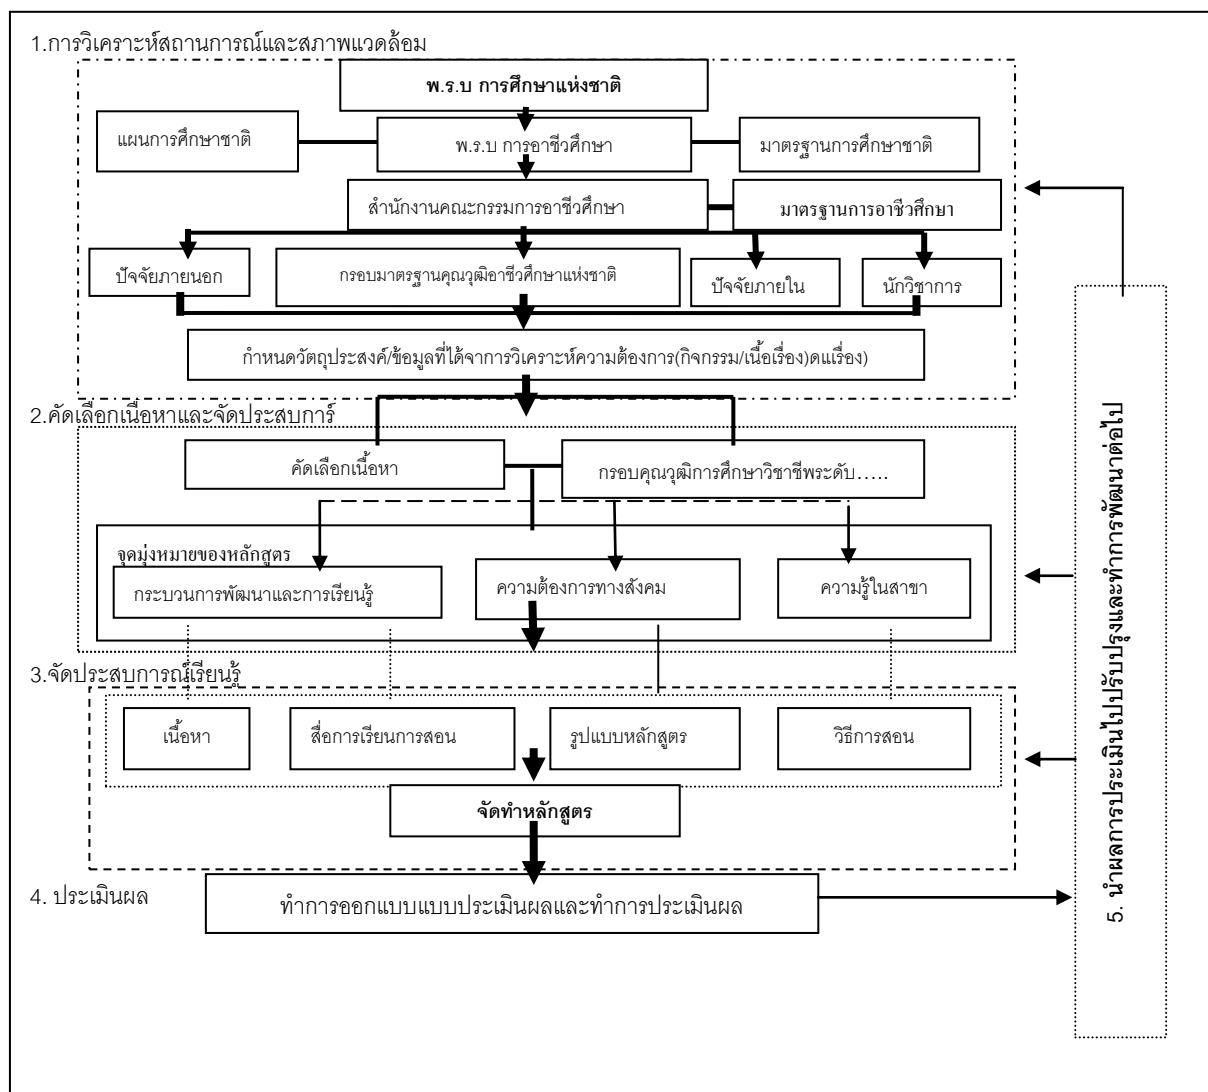 1.การวิเคราะห์สถานการณ์และสภาพแวดล้อม
พ.ร.บ การศึกษาแห่งชาติ
แผนการศึกษาชาติ
พ.ร.บ การอาชีวศึกษา
มาตรฐานการศึกษาชาติ
สำนักงานคณะกรรมการอาชีวศึกษา
มาตรฐานการอาชีวศึกษา
ปัจจัยภายนอก
กรอบมาตรฐานคุณวุฒิอาชีวศึกษาแห่งชาติ
ปัจจัยภายใน
นักวิชาการ
กำหนดวัตถุประสงค์/ข้อมูลที่ได้จาการวิเคราะห์ความต้องการ(กิจกรรม/เนื้อเรื่อง)ดแเรื่อง)
2.คัดเลือกเนื้อหาและจัดประสบการ์
คัดเลือกเนื้อหา
กรอบคุณวุฒิการศึกษาวิชาชีพระดับ…..
จุดมุ่งหมายของหลักสูตร
กระบวนการพัฒนาและการเรียนรู้
ความต้องการทางสังคม
ความรู้ในสาขา
3.จัดประสบการณ์เรียนรู้
เนื้อหา
สื่อการเรียนการสอน
รูปแบบหลักสูตร
วิธีการสอน
จัดทำหลักสูตร
4. ประเมินผล
ทำการออกแบบแบบประเมินผลและทำการประเมินผล
5. นำผลการประเมินไปปรับปรุงและทำการพัฒนาต่อไป